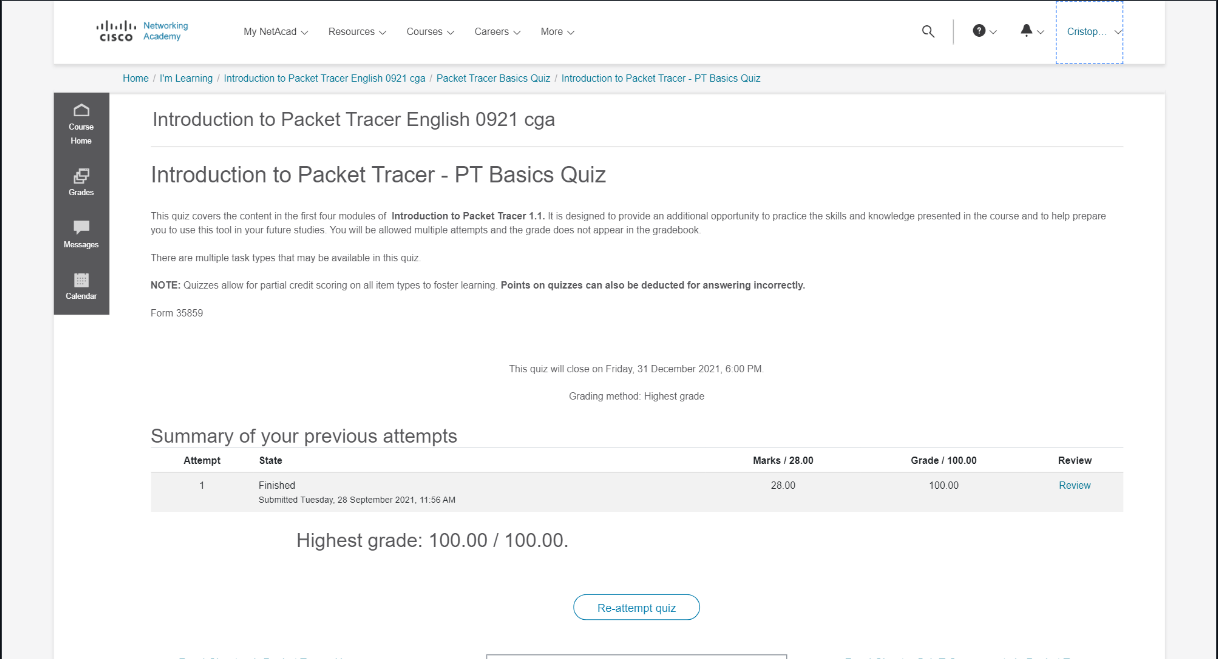 Networking
Academy
CISCO
My NetAcad Resources Courses Careers More
? Cristop...
Home / I'm Learning / Introduction to Packet Tracer English 0921 cga / Packet Tracer Basics Quiz / Introduction to Packet Tracer - PT Basics Quiz
Course
Home
Grades
Messages
Calendar
Introduction to Packet Tracer English 0921 cga
Introduction to Packet Tracer - PT Basics Quiz
This quiz covers the content in the first four modules of Introduction to Packet Tracer 1.1. It is designed to provide an additional opportunity to practice the skills and knowledge presented in the course and to help prepare
you to use this tool in your future studies. You will be allowed multiple attempts and the grade does not appear in the gradebook.
There are multiple task types that may be available in this quiz.
NOTE: Quizzes allow for partial credit scoring on all item types to foster learning. Points on quizzes can also be deducted for answering incorrectly.
Form 35859
This quiz will close on Friday, 31 December 2021, 6:00 PM
Grading method: Highest grade
Summary of your previous attempts
Attempt State Marks / 28.00 Grade / 100.00 Review
1 Finished 28.00 100.00 Review
Submitted Tuesday, 28 September 2021, 11:56 AM
Highest grade: 100.00 / 100.00.
Re-attempt quiz